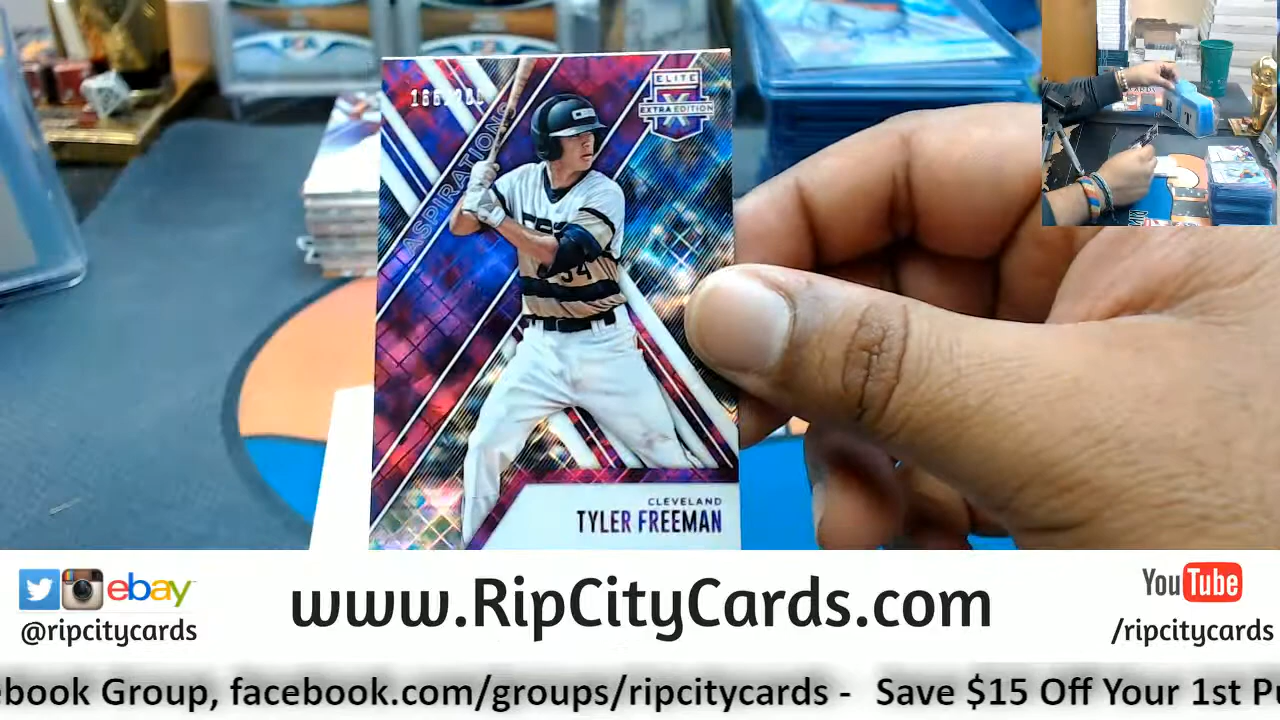 ELITE
X
EXTRA EDITION
ASPIRATIONS
34
CLEVELAND
TYLER FREEMAN
ebay
@ripcitycards
www.RipCityCards.com
YouTube
/ripcitycards
ebook Group, facebook.com/groups/ripcitycards - Save $15 Off Your 1st